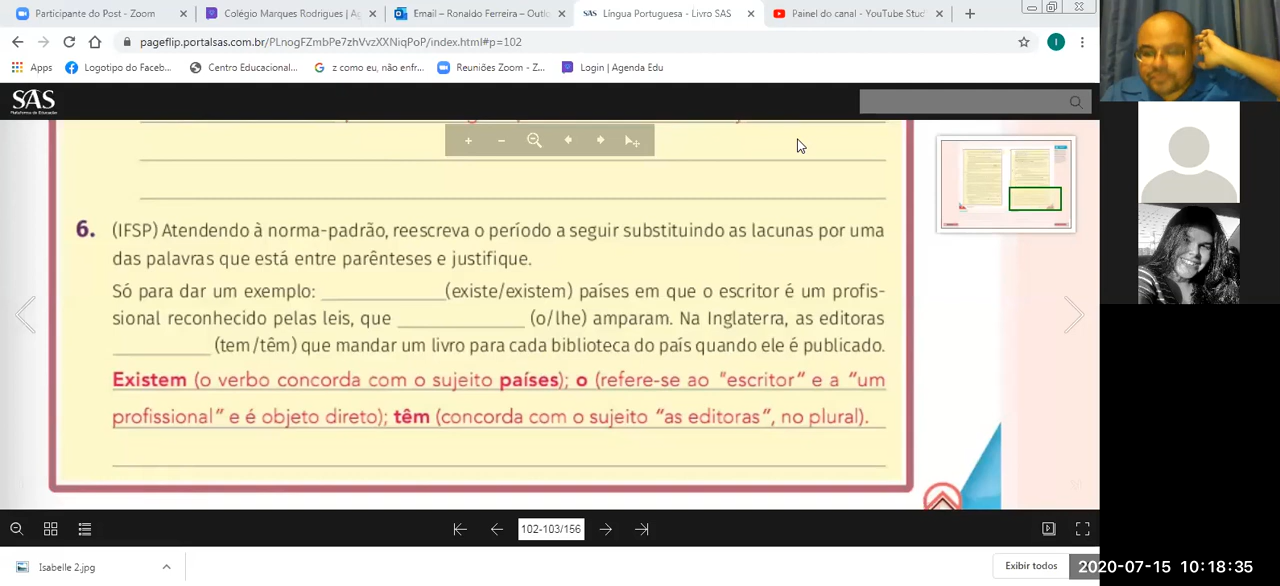 Participante do Post - Zoom
Colégio Marques Rodrigues | A
Email – Ronaldo Ferreira – Outlo
SAS Língua Portuguesa - Livro SAS
Painel do canal - YouTube Stud
pageflip.portalsas.com.br/PLnogFZmbPe7zhVvzXXNiqPoP/index.html#p=102
I
Apps
Logotipo do Faceb...
Centro Educacional...
z como eu, não enfr...
Reuniões Zoom - Z...
Login | Agenda Edu
SAS
Plataforma de Educação
6. (IFSP) Atendendo à norma-padrão, reescreva o período a seguir substituindo as lacunas por uma
das palavras que está entre parênteses e justifique.
Só para dar um exemplo: ____________ (existe/existem) países em que o escritor é um profis-
sional reconhecido pelas leis, que ____________ (o/lhe) amparam. Na Inglaterra, as editoras
__________ (tem/têm) que mandar um livro para cada biblioteca do país quando ele é publicado.
Existem (o verbo concorda com o sujeito países); o (refere-se ao "escritor" e a "um
profissional" e é objeto direto); têm (concorda com o sujeito "as editoras", no plural).
102-103/156
Isabelle 2.jpg
Exibir todos
2020-07-15 10:18:35